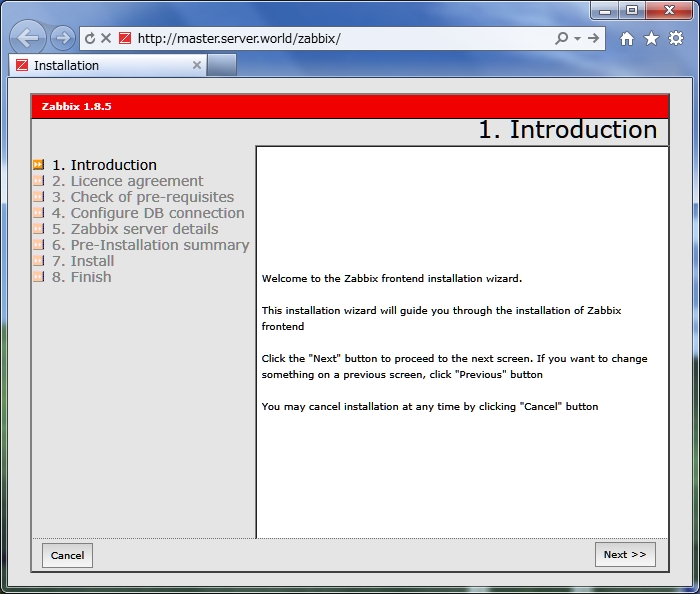 http://master.server.world/zabbix/
Installation
Zabbix 1.8.5
1. Introduction
1. Introduction
2. Licence agreement
3. Check of pre-requisites
4. Configure DB connection
5. Zabbix server details
6. Pre-Installation summary
7. Install
8. Finish
Welcome to the Zabbix frontend installation wizard.
This installation wizard will guide you through the installation of Zabbix
frontend
Click the "Next" button to proceed to the next screen. If you want to change
something on a previous screen, click "Previous" button
You may cancel installation at any time by clicking "Cancel" button
Cancel
Next >>